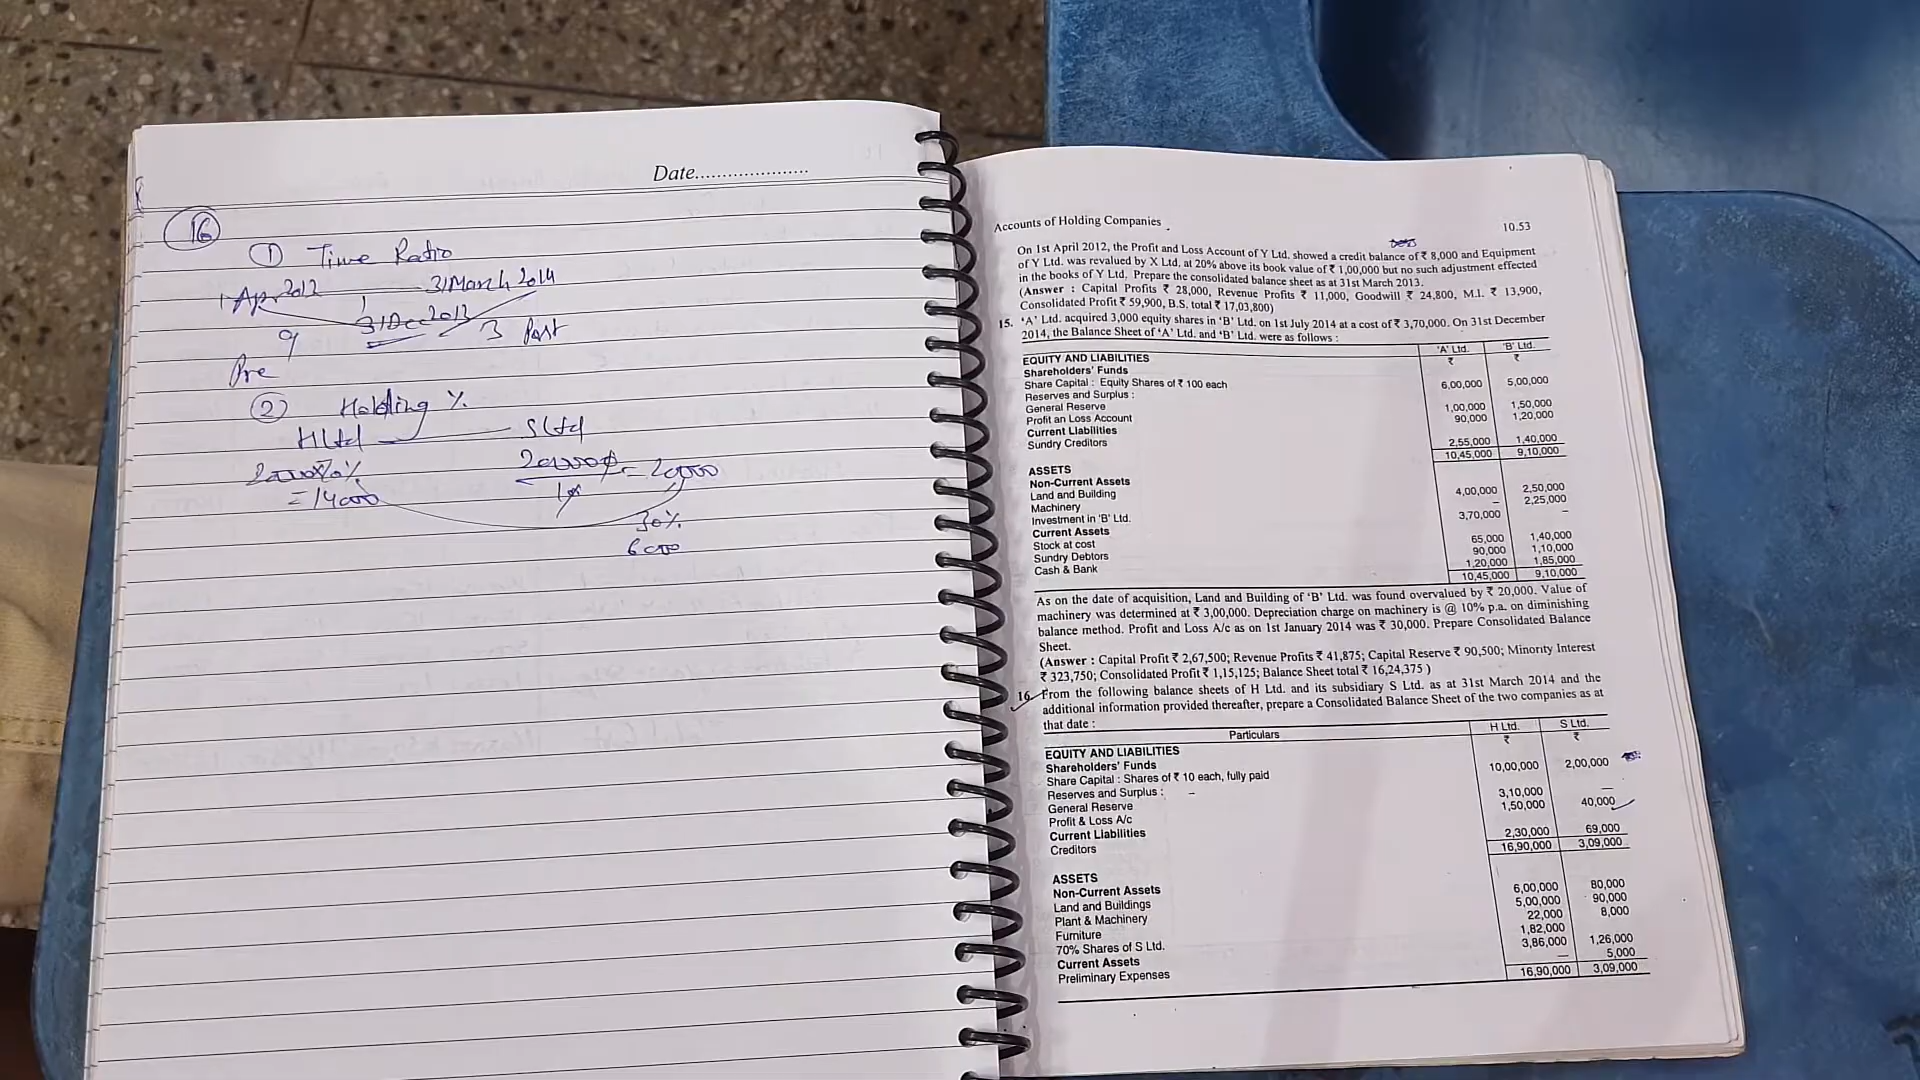 Date.....................
16
① Time Ratio
1 Apr 2012 31 March 2014
31 Dec 2013
9 3 Post
Pre
② Holding %
H Ltd S Ltd
= 20000
= 14000
30%
6000
Accounts of Holding Companies 10.53
On 1st April 2012, the Profit and Loss Account of Y Ltd. showed a credit balance of ₹ 8,000 and Equipment
of Y Ltd. was revalued by X Ltd. at 20% above its book value of ₹ 1,00,000 but no such adjustment effected
in the books of Y Ltd. Prepare the consolidated balance sheet as at 31st March 2013.
(Answer : Capital Profits ₹ 28,000, Revenue Profits ₹ 11,000, Goodwill ₹ 24,800, M.I. ₹ 13,900,
Consolidated Profit ₹ 59,900, B.S. total ₹ 17,03,800)
15. 'A' Ltd. acquired 3,000 equity shares in 'B' Ltd. on 1st July 2014 at a cost of ₹ 3,70,000. On 31st December
2014, the Balance Sheet of 'A' Ltd. and 'B' Ltd. were as follows :
'A' Ltd. 'B' Ltd.
EQUITY AND LIABILITIES ₹ ₹
Shareholders' Funds
Share Capital : Equity Shares of ₹ 100 each 6,00,000 5,00,000
Reserves and Surplus :
General Reserve 1,00,000 1,50,000
Profit an Loss Account 90,000 1,20,000
Current Liabilities
Sundry Creditors 2,55,000 1,40,000
10,45,000 9,10,000
ASSETS
Non-Current Assets
Land and Building 4,00,000 2,50,000
Machinery — 2,25,000
Investment in 'B' Ltd. 3,70,000 —
Current Assets
Stock at cost 65,000 1,40,000
Sundry Debtors 90,000 1,10,000
Cash & Bank 1,20,000 1,85,000
10,45,000 9,10,000
As on the date of acquisition, Land and Building of 'B' Ltd. was found overvalued by ₹ 20,000. Value of
machinery was determined at ₹ 3,00,000. Depreciation charge on machinery is @ 10% p.a. on diminishing
balance method. Profit and Loss A/c as on 1st January 2014 was ₹ 30,000. Prepare Consolidated Balance
Sheet.
(Answer : Capital Profit ₹ 2,67,500; Revenue Profits ₹ 41,875; Capital Reserve ₹ 90,500; Minority Interest
₹ 323,750; Consolidated Profit ₹ 1,15,125; Balance Sheet total ₹ 16,24,375 )
16. From the following balance sheets of H Ltd. and its subsidiary S Ltd. as at 31st March 2014 and the
additional information provided thereafter, prepare a Consolidated Balance Sheet of the two companies as at
that date :
Particulars H Ltd. S Ltd.
EQUITY AND LIABILITIES ₹ ₹
Shareholders' Funds
Share Capital : Shares of ₹ 10 each, fully paid 10,00,000 2,00,000
Reserves and Surplus : –
General Reserve 3,10,000 —
Profit & Loss A/c 1,50,000 40,000
Current Liabilities
Creditors 2,30,000 69,000
16,90,000 3,09,000
ASSETS
Non-Current Assets
Land and Buildings 6,00,000 80,000
Plant & Machinery 5,00,000 90,000
Furniture 22,000 8,000
70% Shares of S Ltd. 1,82,000
Current Assets 3,86,000 1,26,000
Preliminary Expenses — 5,000
16,90,000 3,09,000